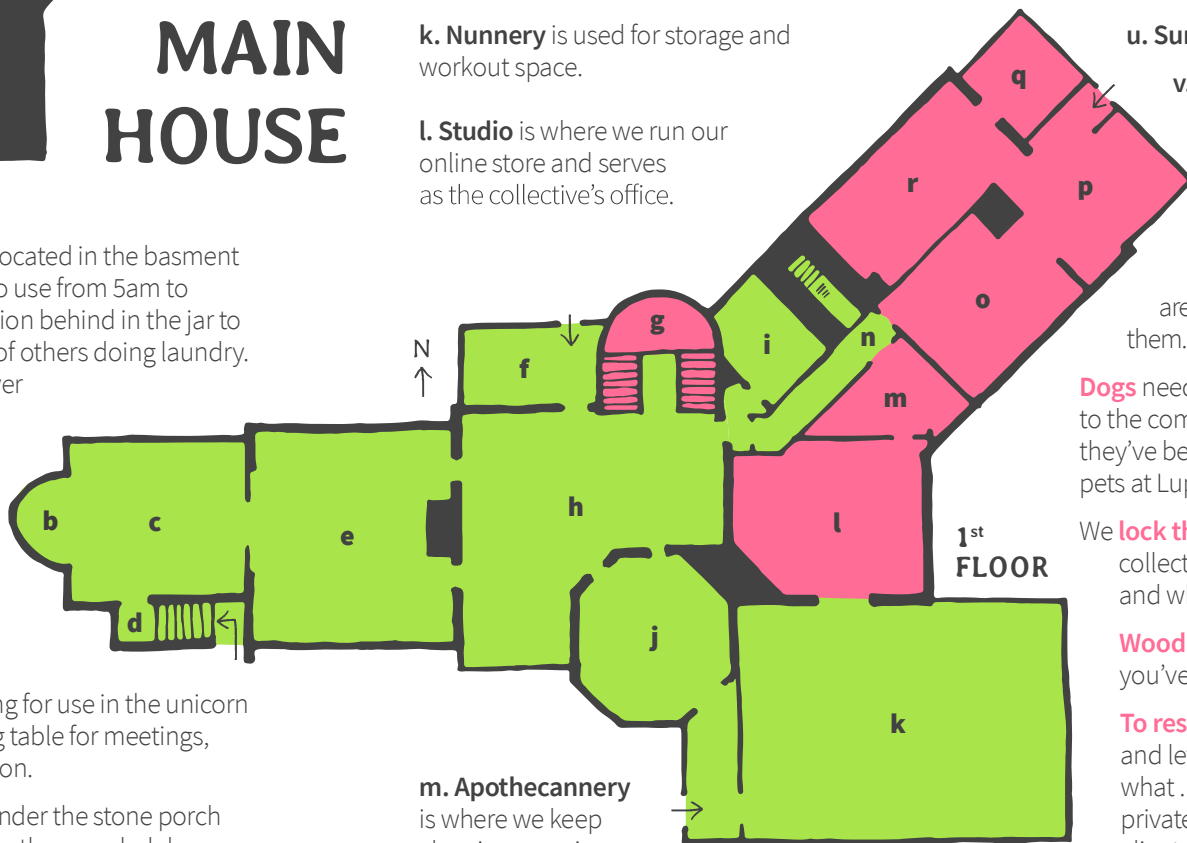 MAIN
HOUSE
k. Nunnery is used for storage and
workout space.
l. Studio is where we run our
online store and serves
as the collective's office.
ocated in the basment
use from 5am to
ion behind in the jar to
of others doing laundry.
N
b
c
d
e
f
g
h
i
j
k
l
m
n
o
p
q
r
1st
FLOOR
g for use in the unicorn
table for meetings,
on.
nder the stone porch
m. Apothecannery
is where we keep
u. Sur
v.
are
them.
Dogs need
to the com
they've be
pets at Lup
We lock th
collect
and wh
Wood
you've
To res
and le
what .
private